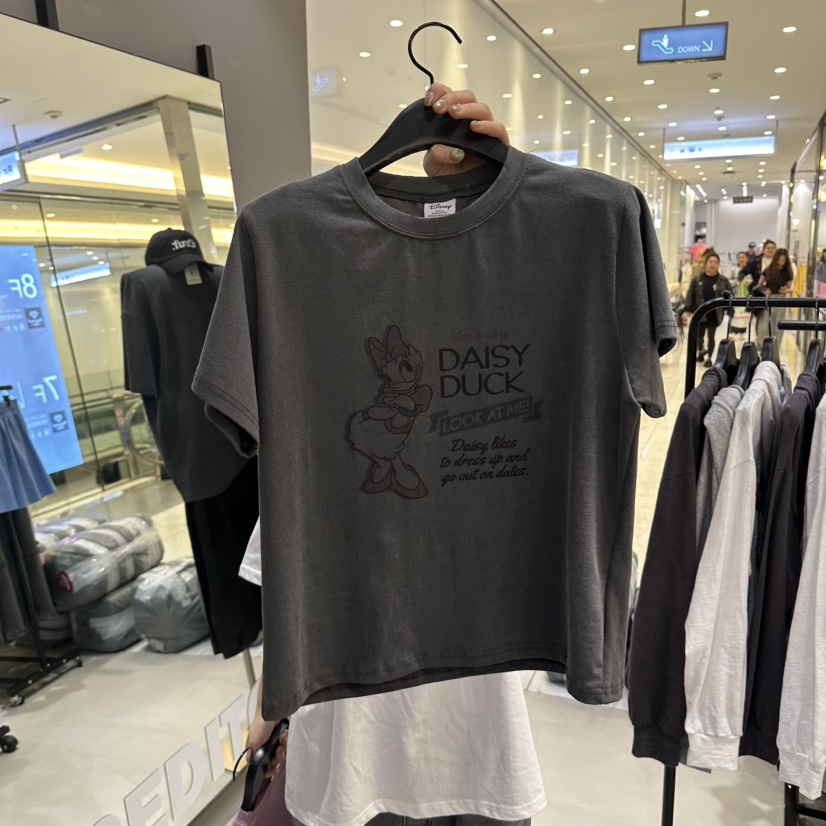 DOWN
Disney
DAISY
DUCK
LOOK AT ME!
Daisy likes
to dress up and
go out on dates.
8F
7F